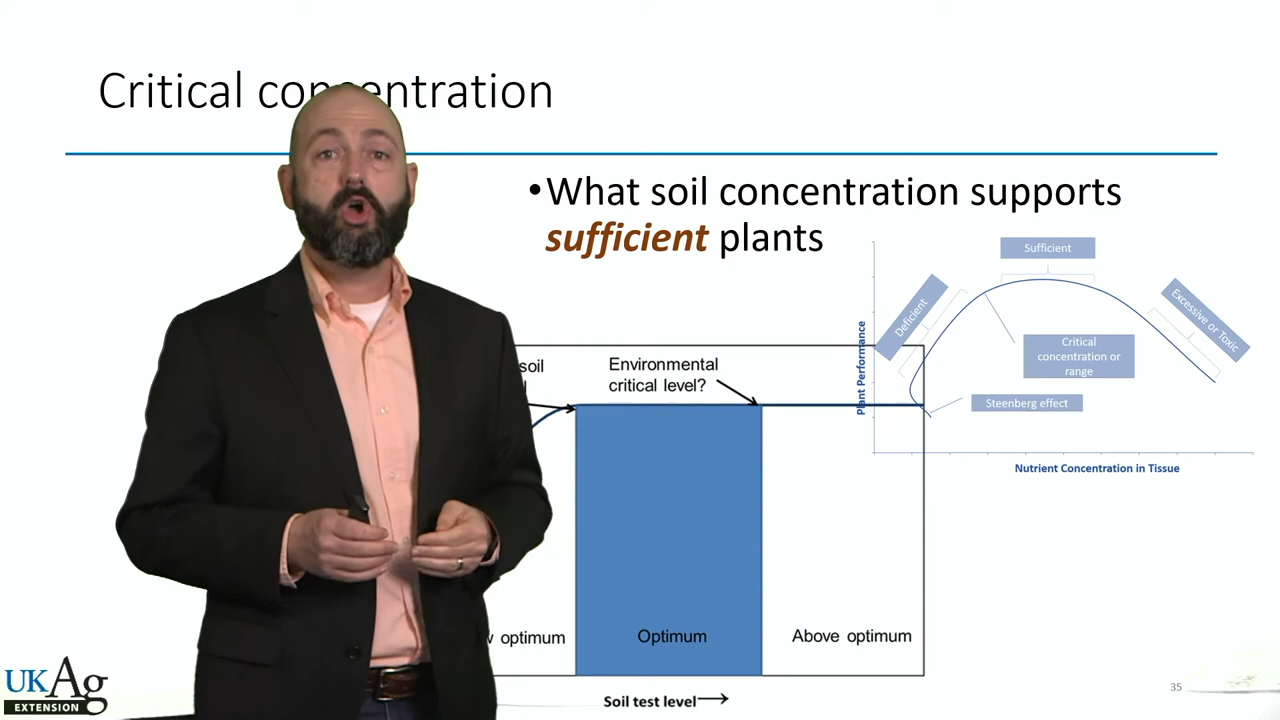 Critical concentration
•What soil concentration supports
sufficient plants
Sufficient
Deficient
Excessive or Toxic
Critical
concentration or
range
Steenberg effect
Plant Performance
Nutrient Concentration in Tissue
soil
Environmental
critical level?
optimum
Optimum
Above optimum
Soil test level
UKAg
EXTENSION
35